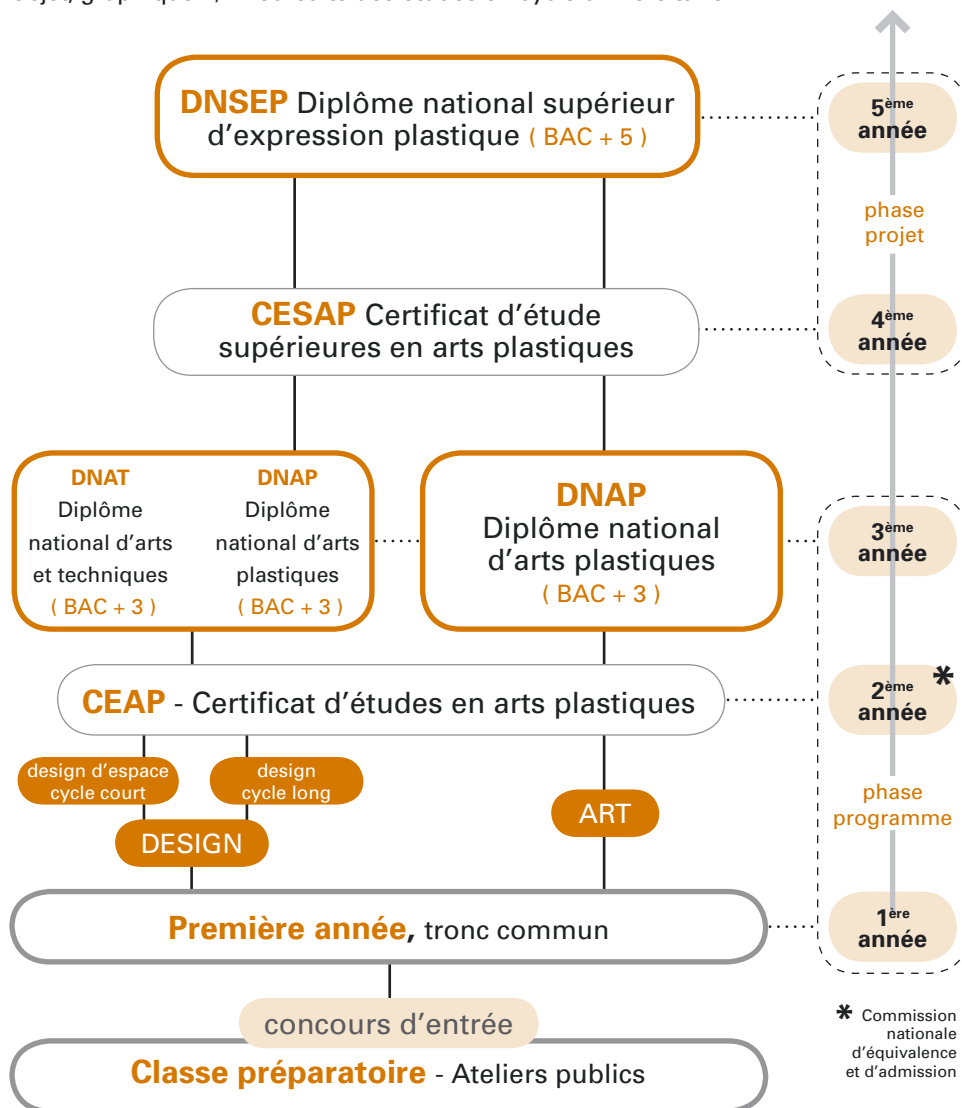 DNSEP Diplôme national supérieur
d'expression plastique ( BAC + 5 )
5ème
année
phase
projet
CESAP Certificat d'étude
supérieures en arts plastiques
4ème
année
DNAT
Diplôme
national d'arts
et techniques
( BAC + 3 )
DNAP
Diplôme
national d'arts
plastiques
( BAC + 3 )
DNAP
Diplôme national
d'arts plastiques
( BAC + 3 )
3ème
année
CEAP - Certificat d'études en arts plastiques
2ème *
année
design d'espace
cycle court
design
cycle long
DESIGN
ART
phase
programme
Première année, tronc commun
1ère
année
concours d'entrée
Classe préparatoire - Ateliers publics
* Commission
nationale
d'équivalence
et d'admission